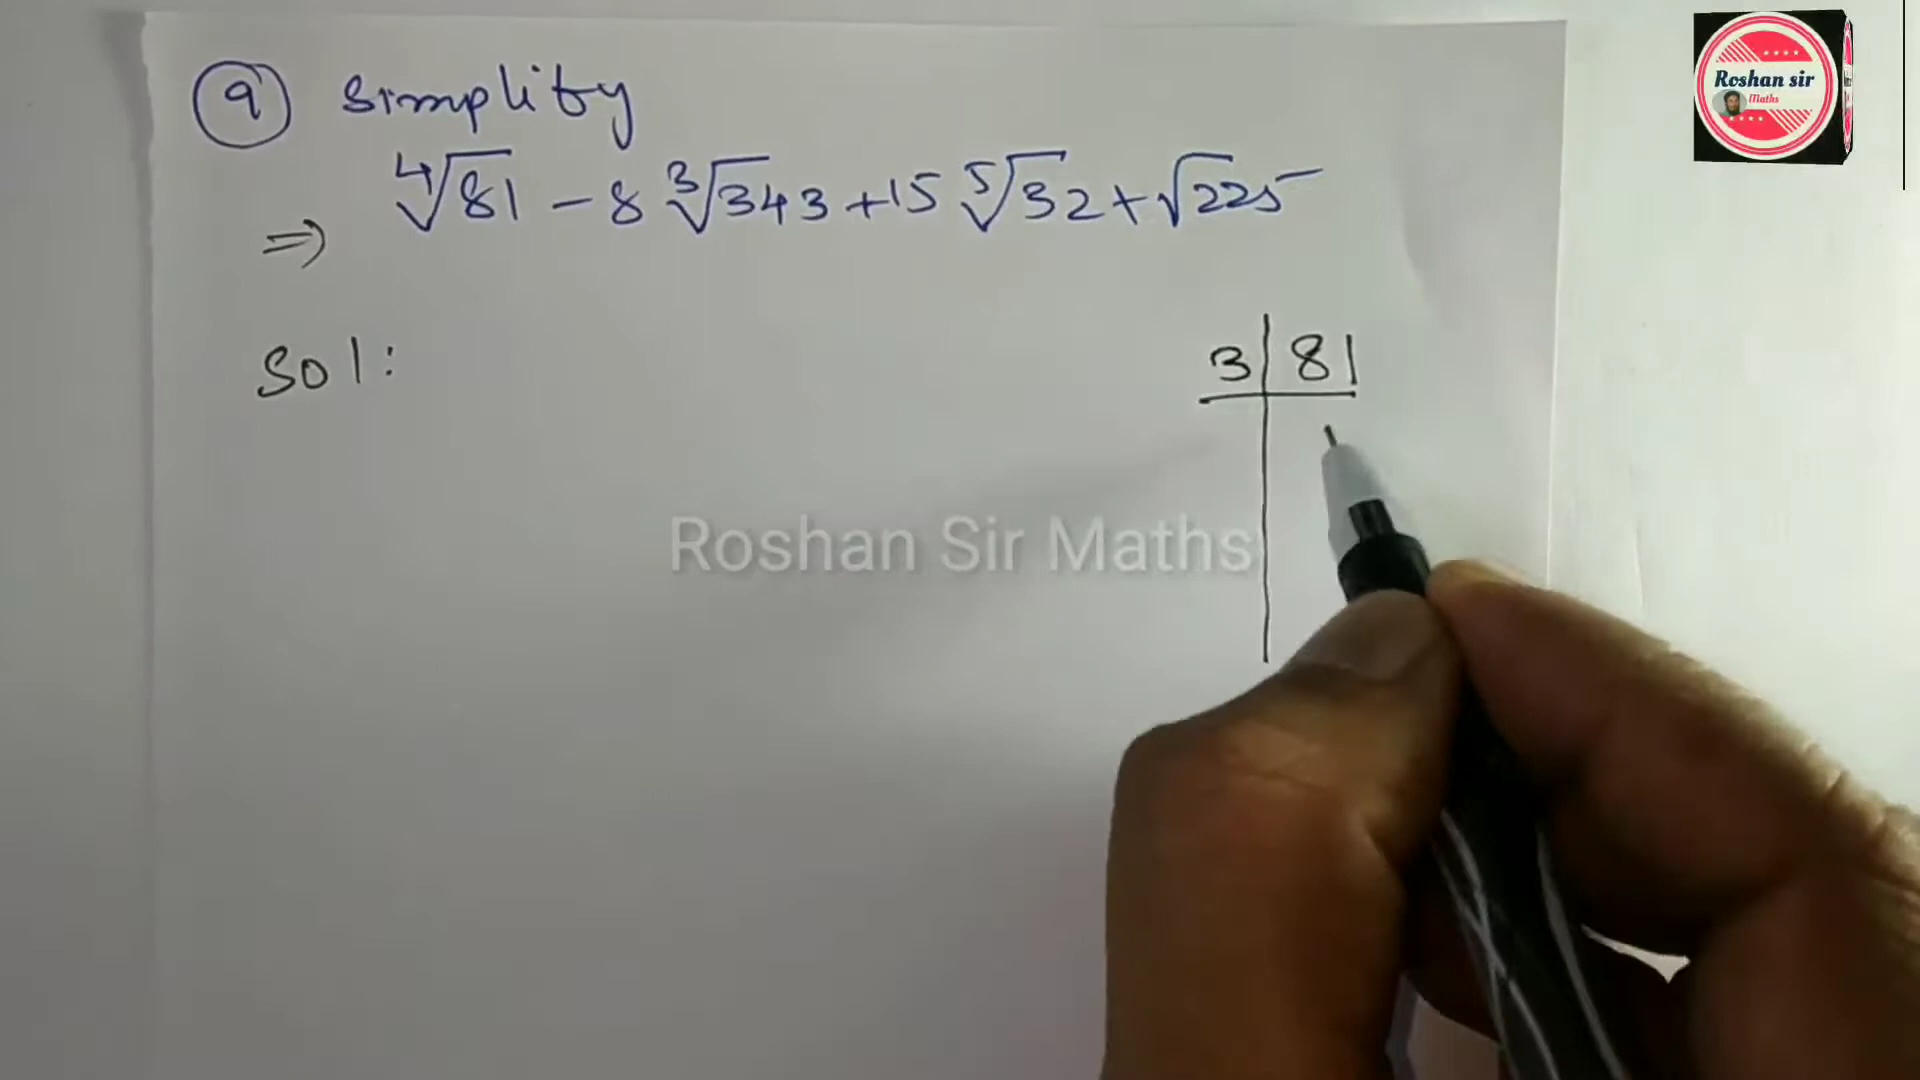 9 Simplify
⁴√81 - 8 ³√343 + 15 ⁵√32 + √225
⇒
Sol:
3 | 81
Roshan Sir Maths
Roshan sir
Maths